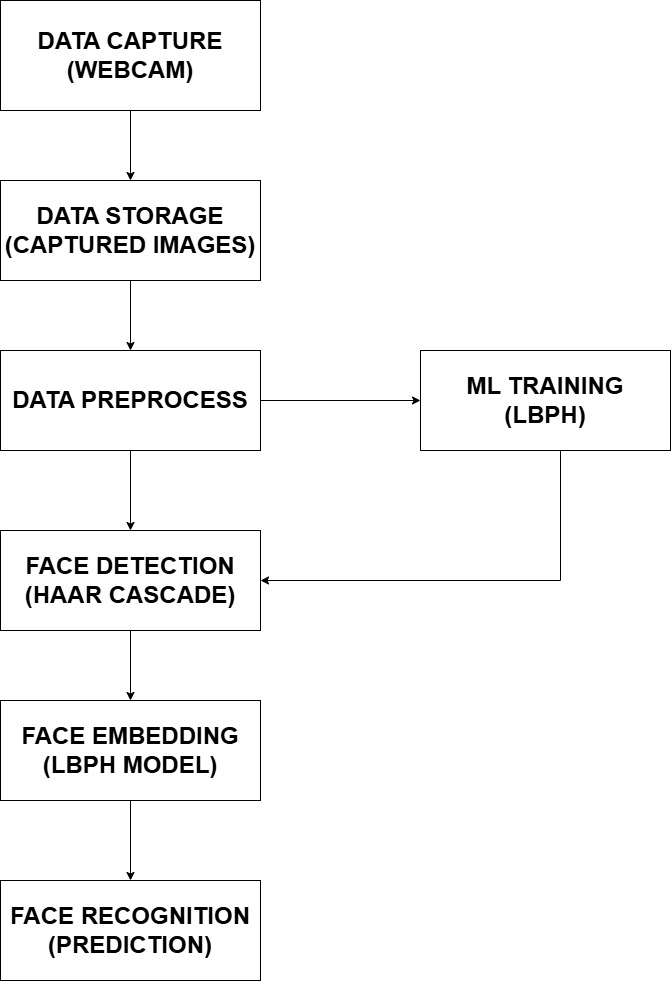 DATA CAPTURE
(WEBCAM)
DATA STORAGE
(CAPTURED IMAGES)
DATA PREPROCESS
ML TRAINING
(LBPH)
FACE DETECTION
(HAAR CASCADE)
FACE EMBEDDING
(LBPH MODEL)
FACE RECOGNITION
(PREDICTION)